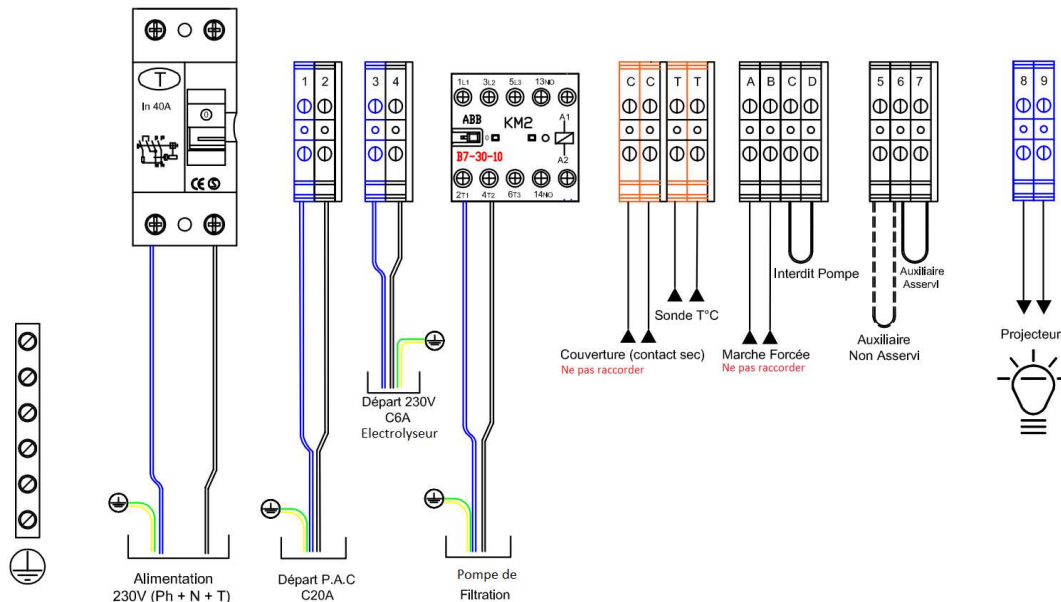 T
In 40A
0
CE S
1 2
3 4
1L1 3L2 5L3 13NO
ABB
KM2
0
A1
A2
B7-30-10
2T1 4T2 6T3 14NO
C C T T
A B C D
5 6 7
8 9
Interdit Pompe
Auxiliaire
Asservi
Sonde T°C
Couverture (contact sec)
Ne pas raccorder
Marche Forcée
Ne pas raccorder
Auxiliaire
Non Asservi
Projecteur
Départ 230V
C6A
Electrolyseur
Alimentation
230V (Ph + N + T)
Départ P.A.C
C20A
Pompe de
Filtration